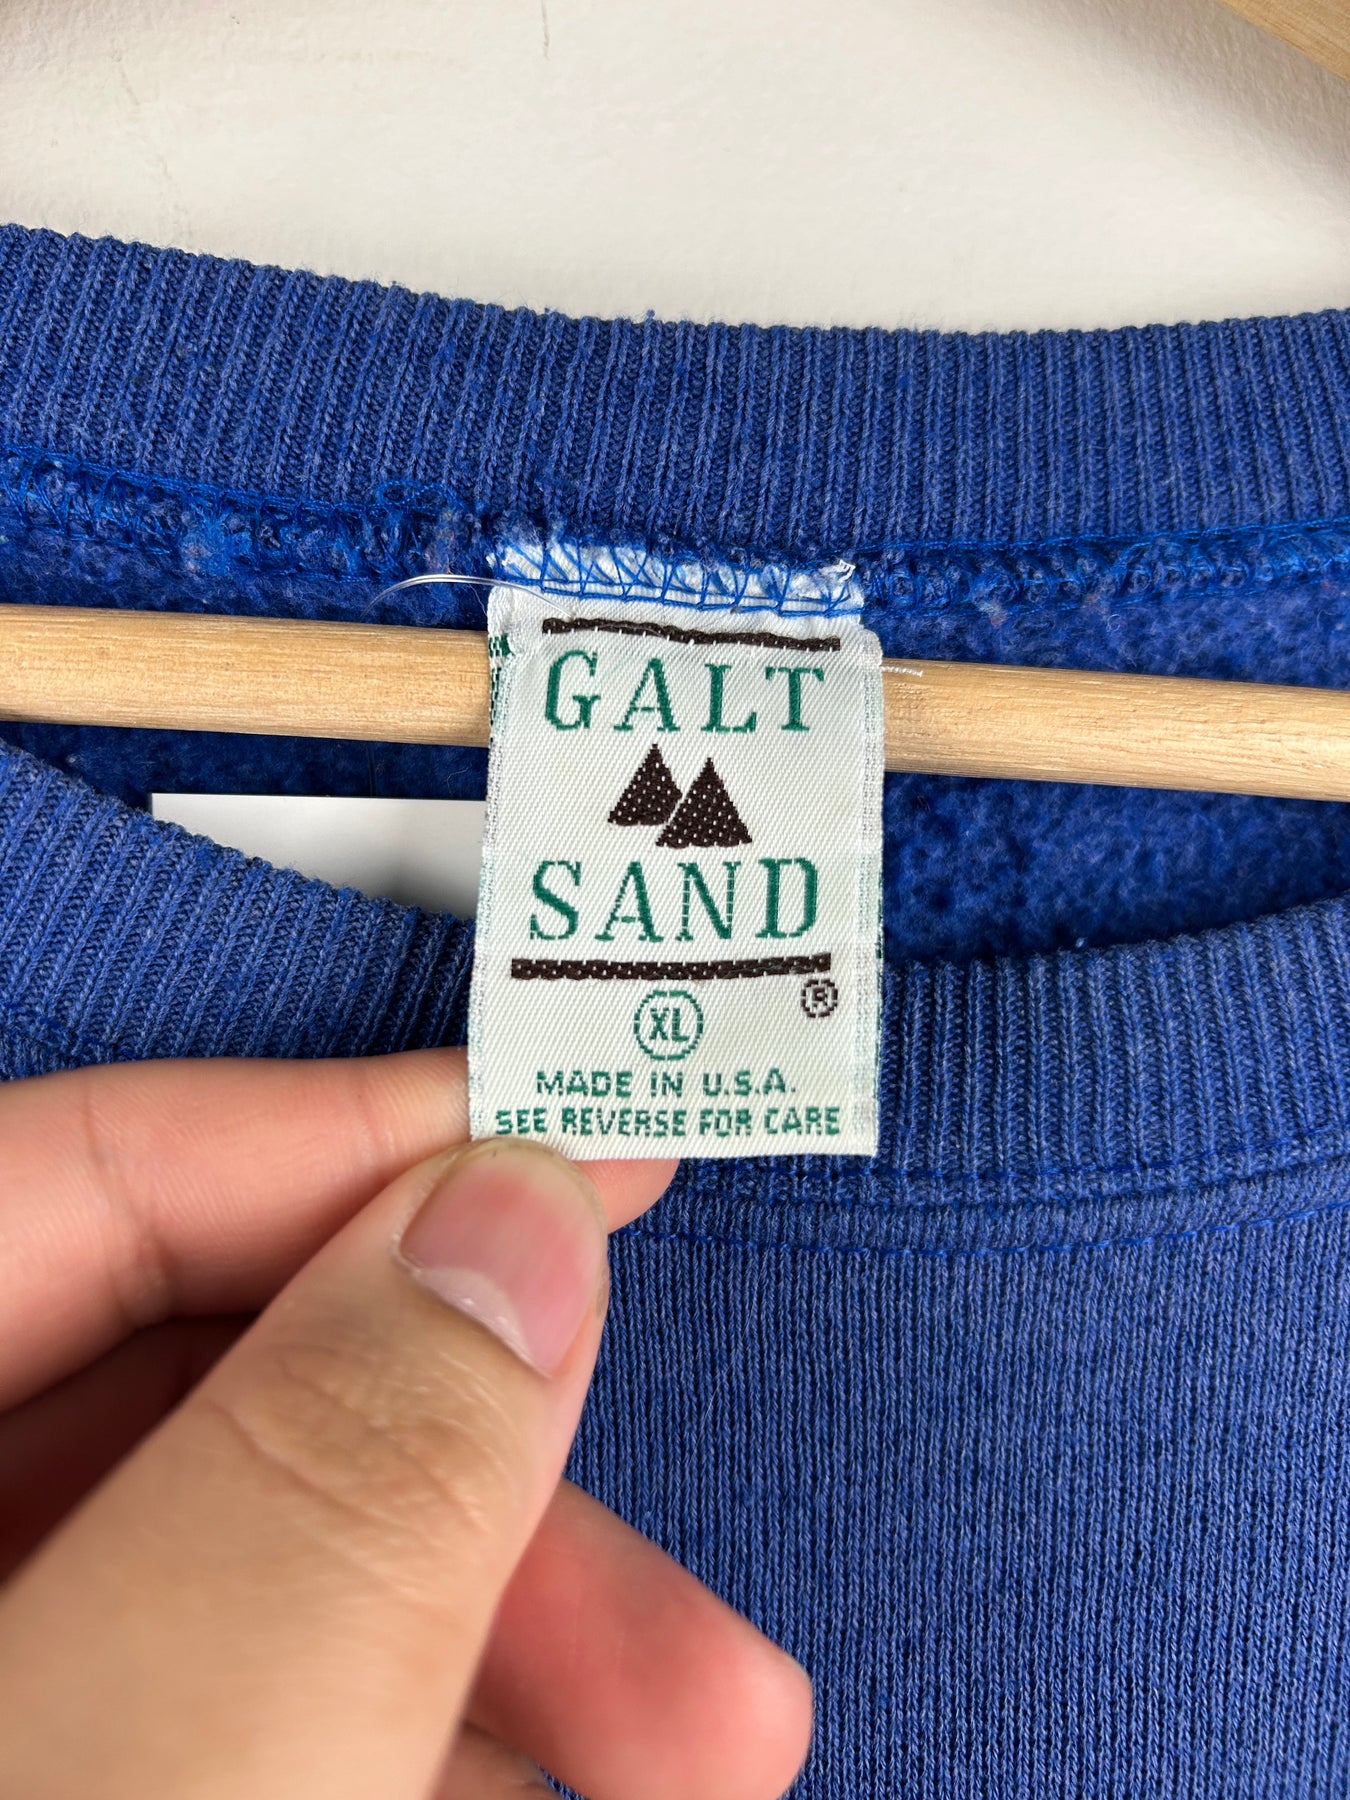 GALT
SAND
®
XL
MADE IN U.S.A.
SEE REVERSE FOR CARE